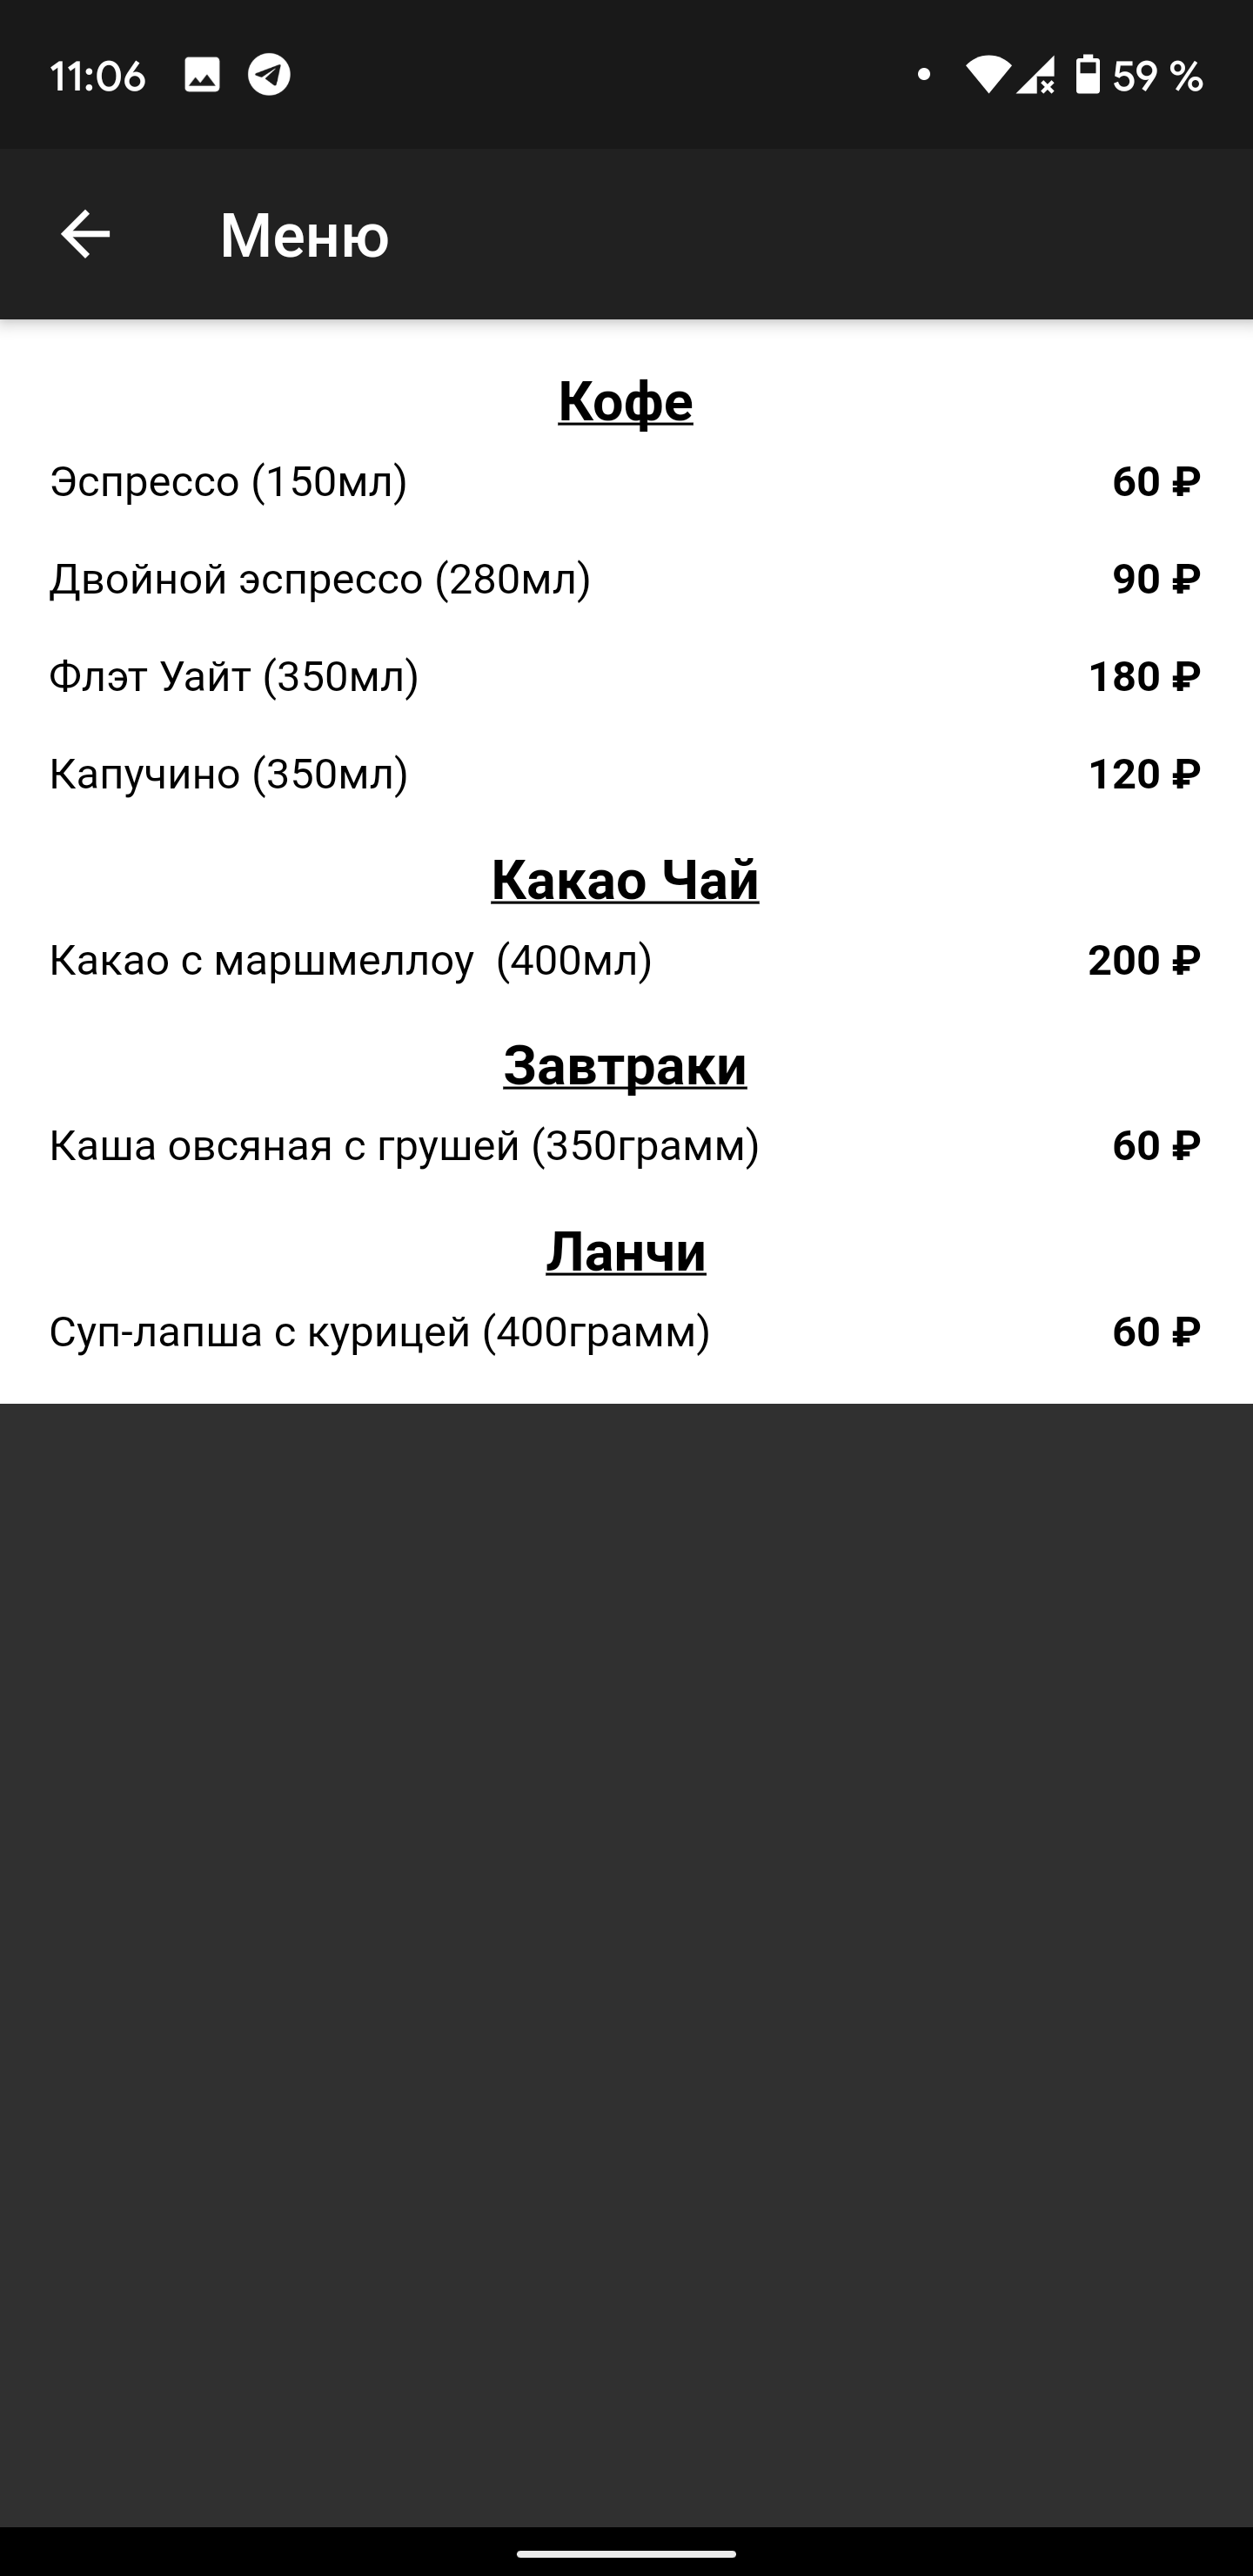 11:06 59 %
Меню
Кофе
Эспрессо (150мл) 60 ₽
Двойной эспрессо (280мл) 90 ₽
Флэт Уайт (350мл) 180 ₽
Капучино (350мл) 120 ₽
Какао Чай
Какао с маршмеллоу  (400мл) 200 ₽
Завтраки
Каша овсяная с грушей (350грамм) 60 ₽
Ланчи
Суп-лапша с курицей (400грамм) 60 ₽